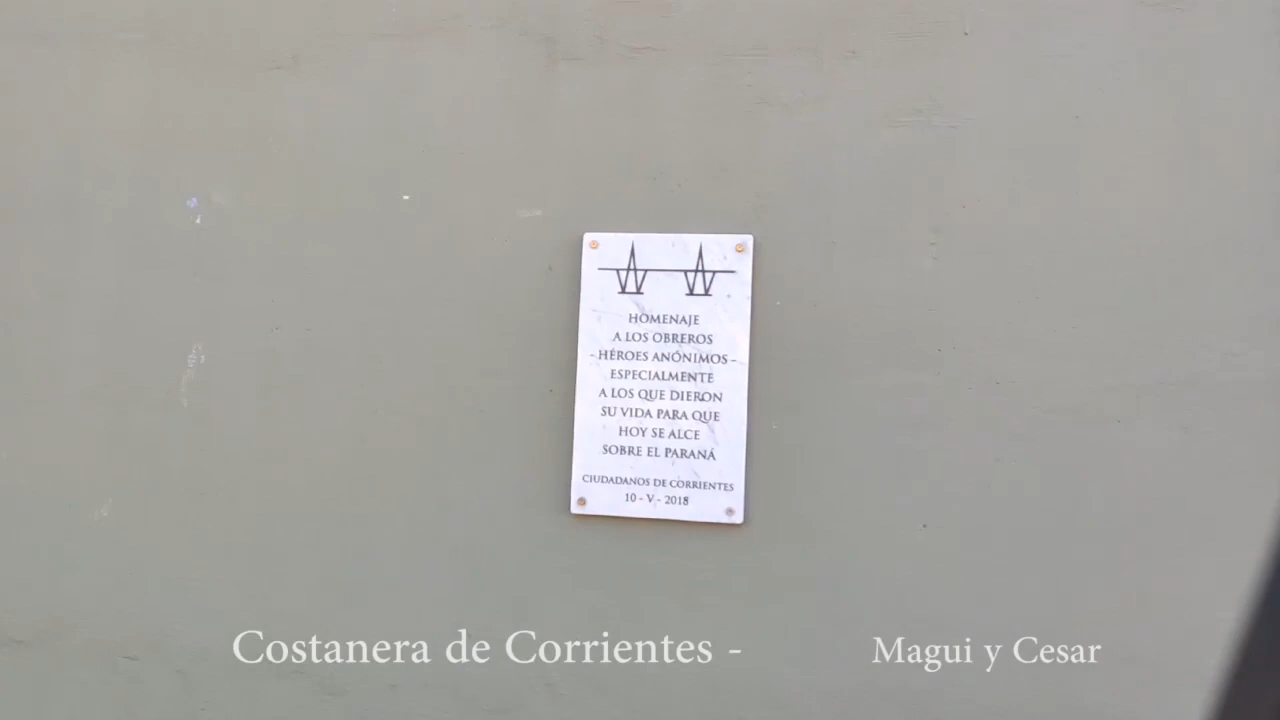 HOMENAJE
A LOS OBREROS
- HÉROES ANÓNIMOS -
ESPECIALMENTE
A LOS QUE DIERON
SU VIDA PARA QUE
HOY SE ALCE
SOBRE EL PARANÁ
CIUDADANOS DE CORRIENTES
10 - V - 2018
Costanera de Corrientes - Magui y Cesar